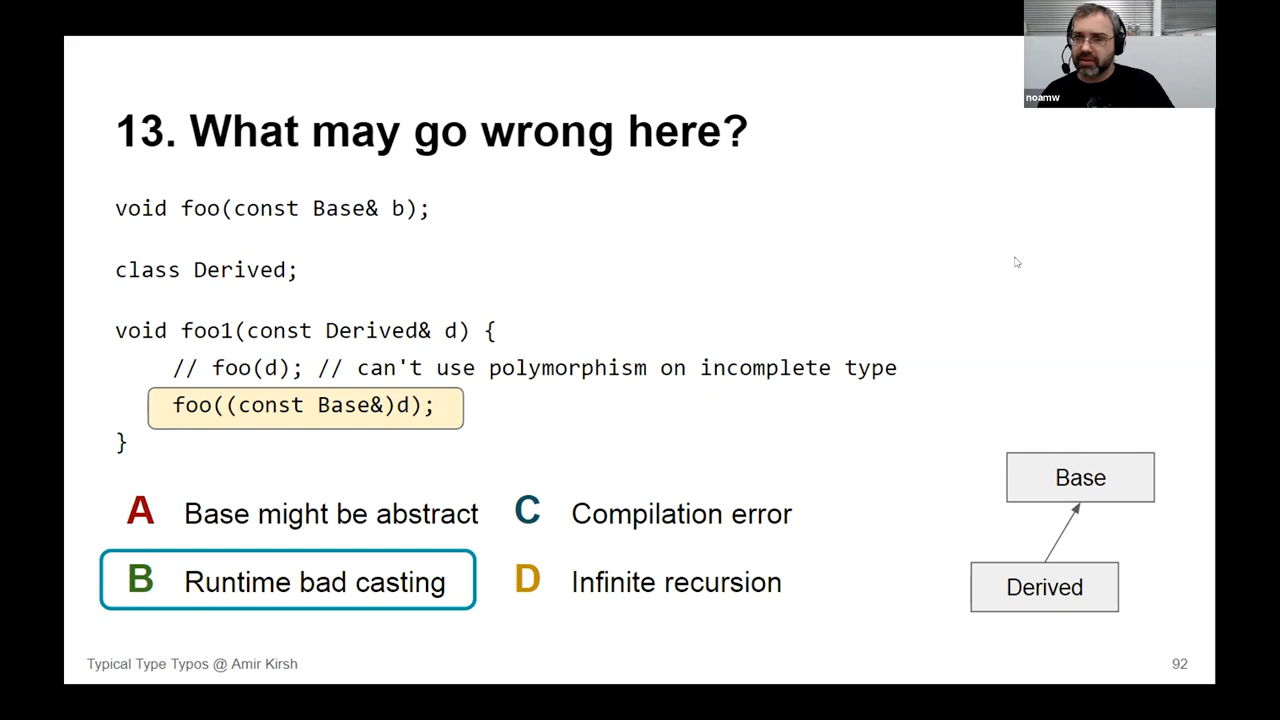 noamw
13. What may go wrong here?
void foo(const Base& b);
class Derived;
void foo1(const Derived& d) {
// foo(d); // can't use polymorphism on incomplete type
foo((const Base&)d);
}
A Base might be abstract
C Compilation error
B Runtime bad casting
D Infinite recursion
Base
Derived
Typical Type Typos @ Amir Kirsh
92